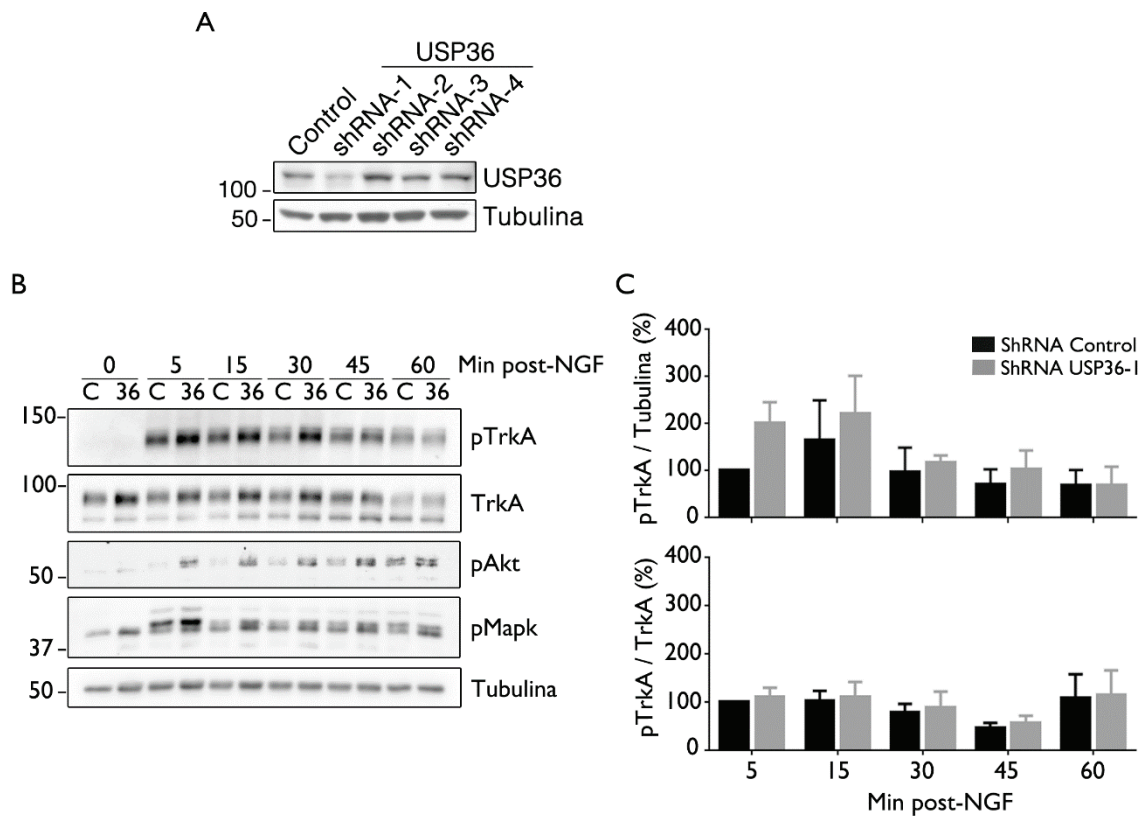 A
USP36
Control
shRNA-1
shRNA-2
shRNA-3
shRNA-4
100 -
USP36
50 -
Tubulina
B
0 5 15 30 45 60 Min post-NGF
C 36 C 36 C 36 C 36 C 36 C 36
150-
pTrkA
100-
TrkA
pAkt
50-
pMapk
37-
50-
Tubulina
C
pTrkA / Tubulina (%)
400
300
200
100
0
ShRNA Control
ShRNA USP36-1
pTrkA / TrkA (%)
400
300
200
100
0
5 15 30 45 60
Min post-NGF